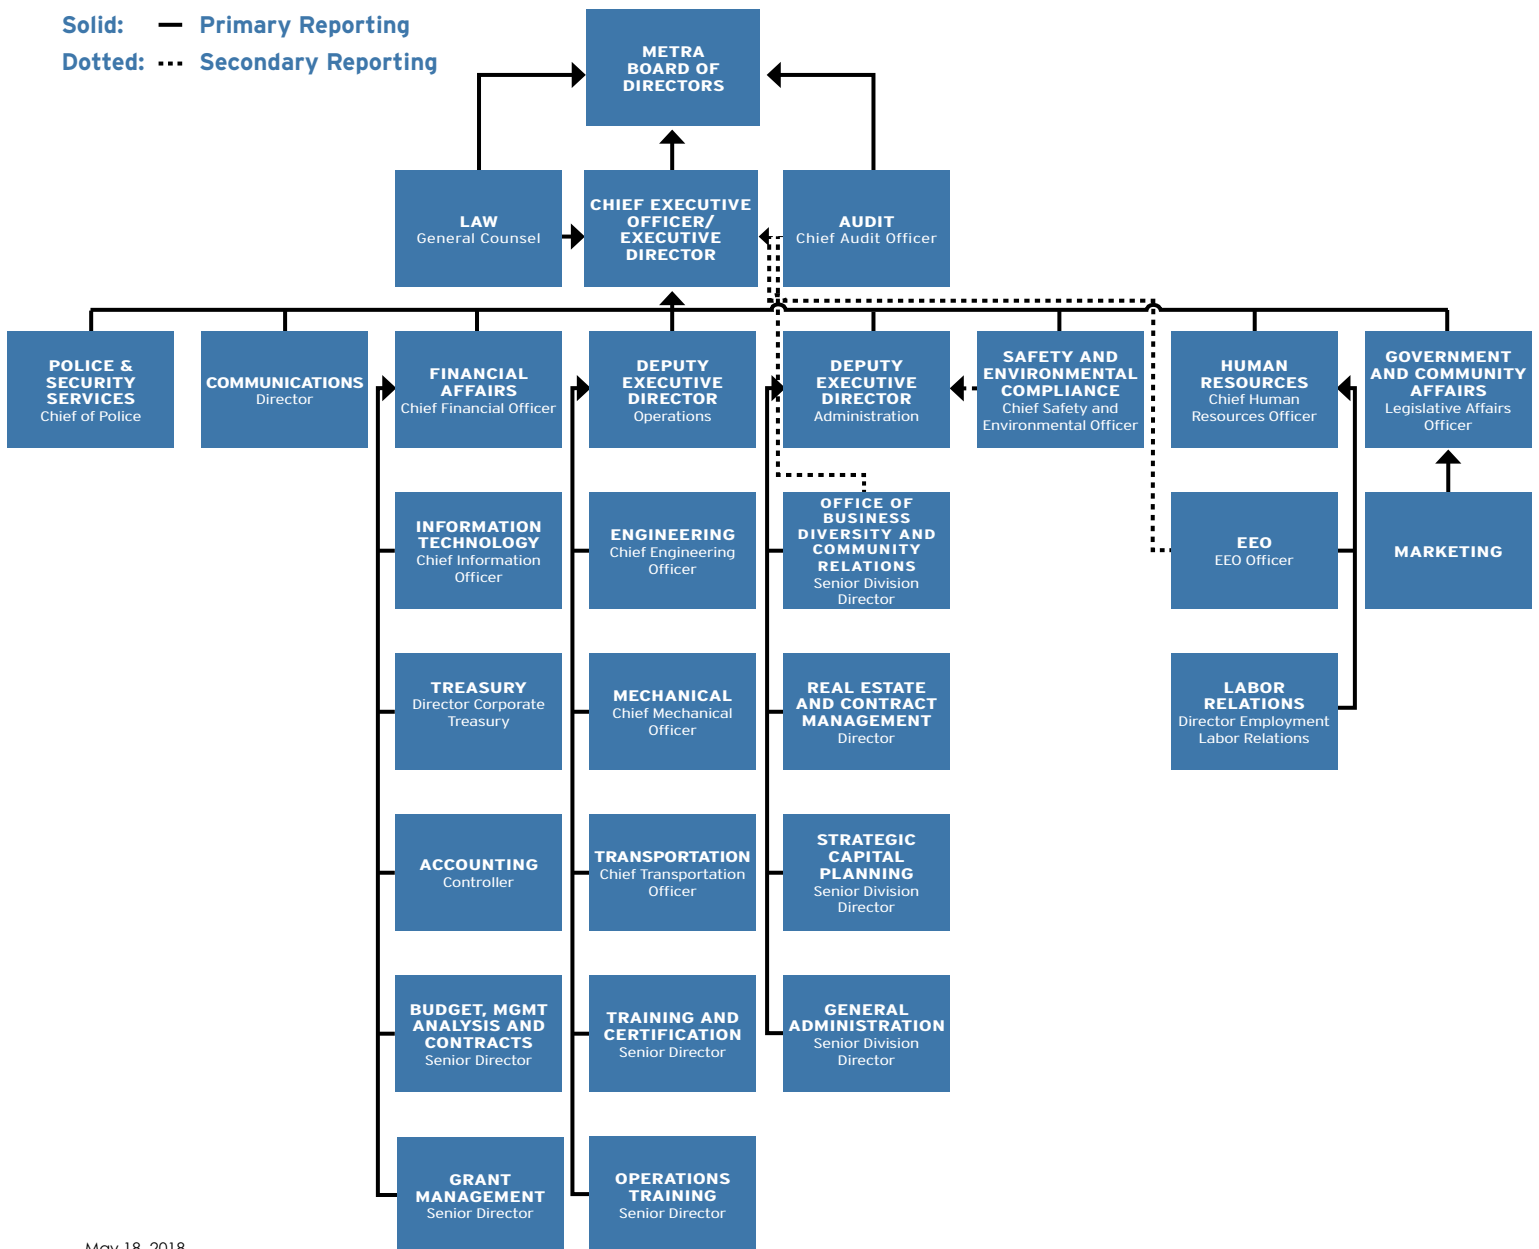 Solid: Primary Reporting
Dotted: Secondary Reporting
METRA
BOARD OF
DIRECTORS
LAW
General Counsel
CHIEF EXECUTIVE
OFFICER/
EXECUTIVE
DIRECTOR
AUDIT
Chief Audit Officer
POLICE &
SECURITY
SERVICES
Chief of Police
COMMUNICATIONS
Director
FINANCIAL
AFFAIRS
Chief Financial Officer
DEPUTY
EXECUTIVE
DIRECTOR
Operations
DEPUTY
EXECUTIVE
DIRECTOR
Administration
SAFETY AND
ENVIRONMENTAL
COMPLIANCE
Chief Safety and
Environmental Officer
HUMAN
RESOURCES
Chief Human
Resources Officer
GOVERNMENT
AND COMMUNITY
AFFAIRS
Legislative Affairs
Officer
INFORMATION
TECHNOLOGY
Chief Information
Officer
ENGINEERING
Chief Engineering
Officer
OFFICE OF
BUSINESS
DIVERSITY AND
COMMUNITY
RELATIONS
Senior Division
Director
EEO
EEO Officer
MARKETING
TREASURY
Director Corporate
Treasury
MECHANICAL
Chief Mechanical
Officer
REAL ESTATE
AND CONTRACT
MANAGEMENT
Director
LABOR
RELATIONS
Director Employment
Labor Relations
ACCOUNTING
Controller
TRANSPORTATION
Chief Transportation
Officer
STRATEGIC
CAPITAL
PLANNING
Senior Division
Director
BUDGET, MGMT
ANALYSIS AND
CONTRACTS
Senior Director
TRAINING AND
CERTIFICATION
Senior Director
GENERAL
ADMINISTRATION
Senior Division
Director
GRANT
MANAGEMENT
Senior Director
OPERATIONS
TRAINING
Senior Director
May 18, 2018